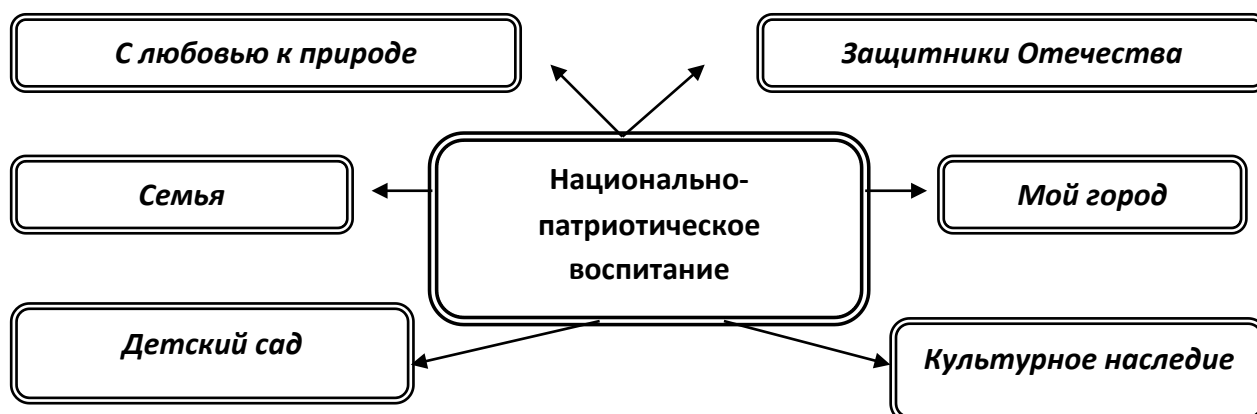 С любовью к природе
Защитники Отечества
Семья
Национально-
патриотическое
воспитание
Мой город
Детский сад
Культурное наследие